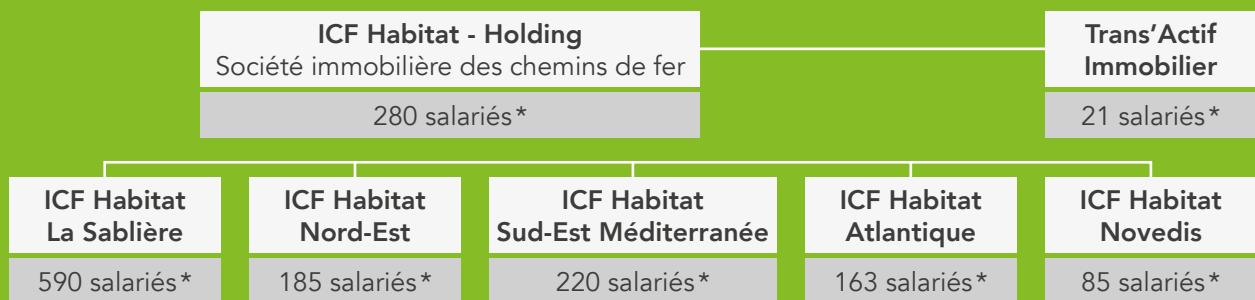 ICF Habitat - Holding
Société immobilière des chemins de fer
280 salariés*
Trans'Actif
Immobilier
21 salariés*
ICF Habitat
La Sablière
590 salariés*
ICF Habitat
Nord-Est
185 salariés*
ICF Habitat
Sud-Est Méditerranée
220 salariés*
ICF Habitat
Atlantique
163 salariés*
ICF Habitat
Novedis
85 salariés*